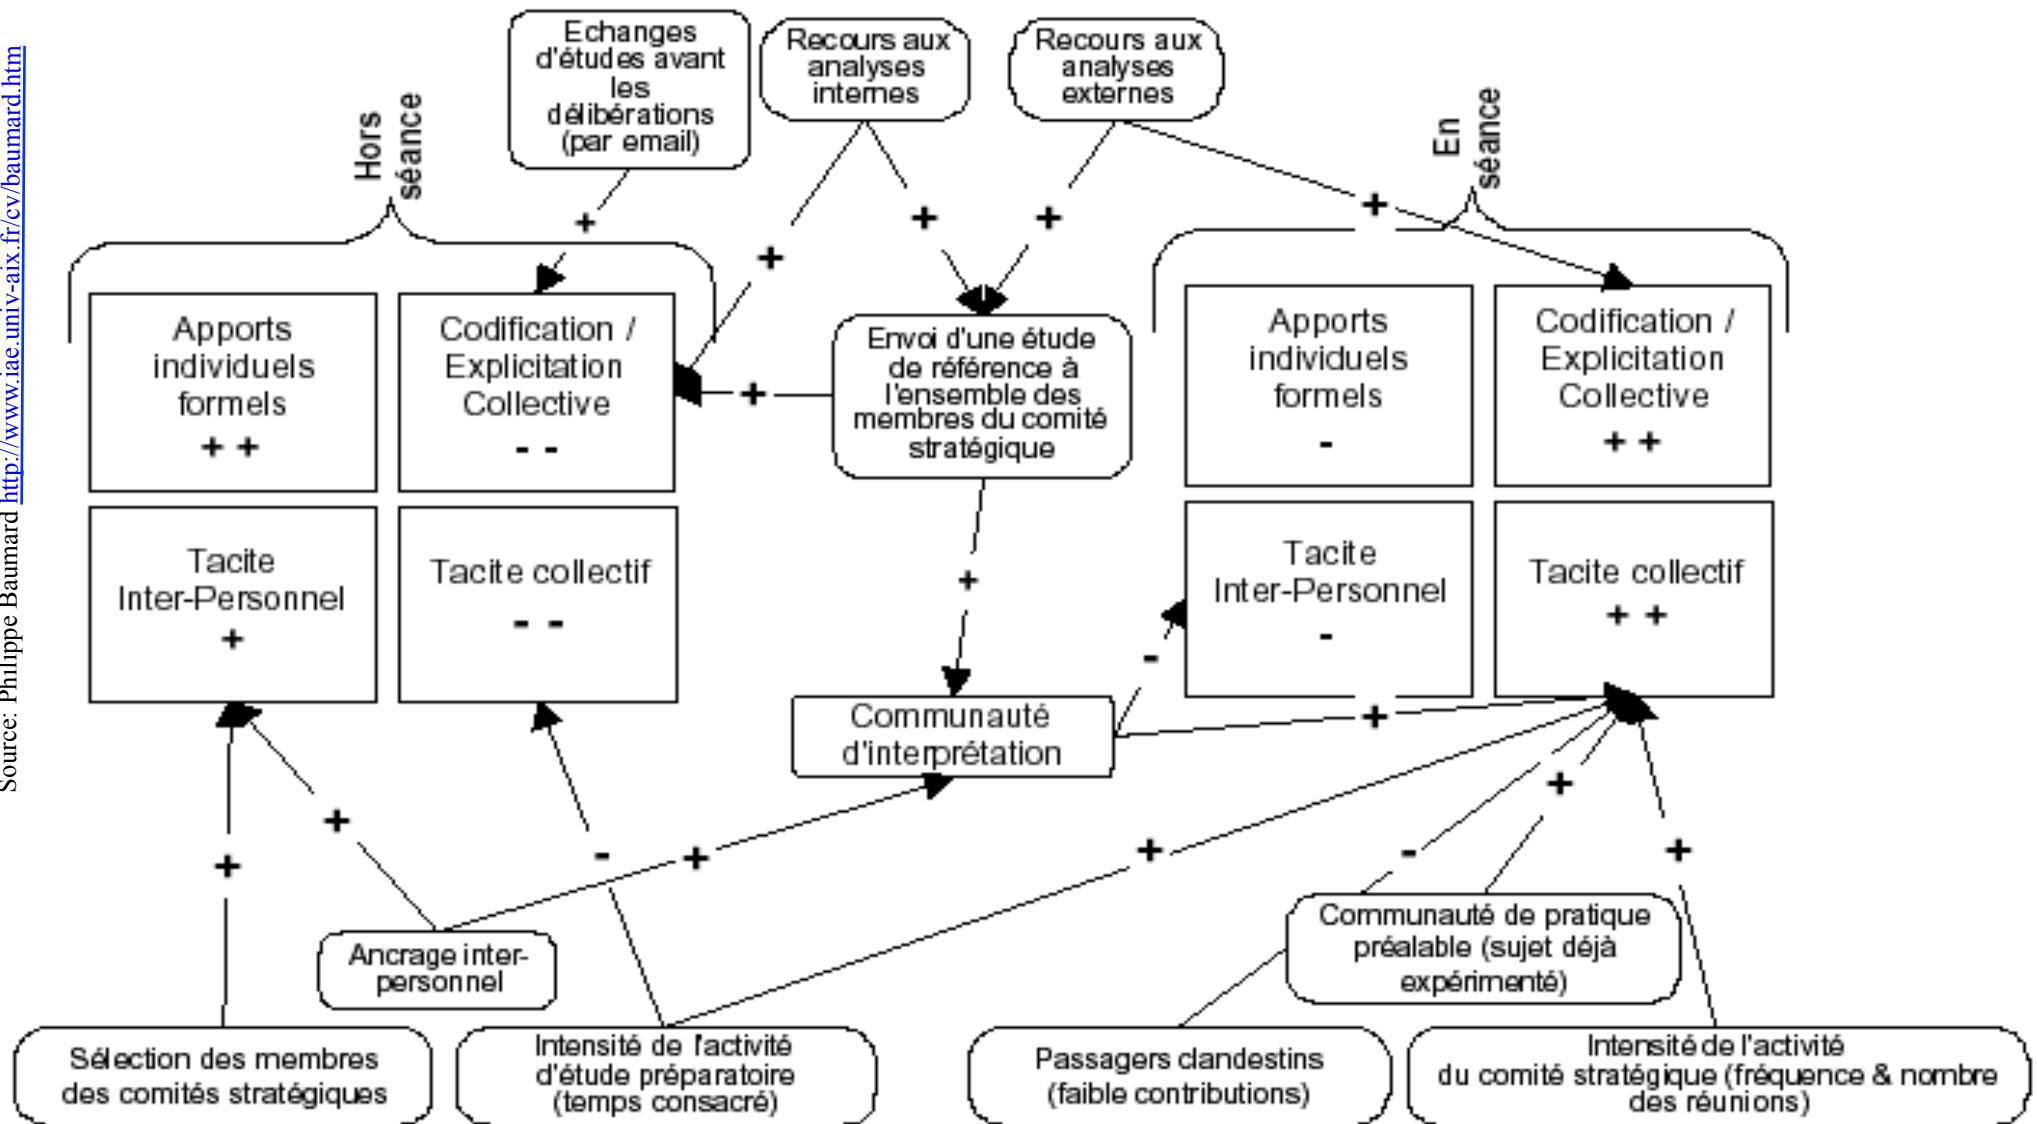 Source: Philippe Baumard http://www.iae.univ-aix.fr/cv/baumard.htm
Echanges
d'études avant
les
délibérations
(par email)
Recours aux
analyses
internes
Recours aux
analyses
externes
Hors
séance
En
séance
+
+
+
+
+
Apports
individuels
formels
+ +
Codification /
Explicitation
Collective
- -
+
Envoi d'une étude
de référence à
l'ensemble des
membres du comité
stratégique
Apports
individuels
formels
-
Codification /
Explicitation
Collective
+ +
Tacite
Inter-Personnel
+
Tacite collectif
- -
+
Tacite
Inter-Personnel
-
Tacite collectif
+ +
-
Communauté
d'interprétation
+
+
+
+
-
+
+
-
+
+
Ancrage inter-
personnel
Communauté de pratique
préalable (sujet déjà
expérimenté)
Sélection des membres
des comités stratégiques
Intensité de l'activité
d'étude préparatoire
(temps consacré)
Passagers clandestins
(faible contributions)
Intensité de l'activité
du comité stratégique (fréquence & nombre
des réunions)